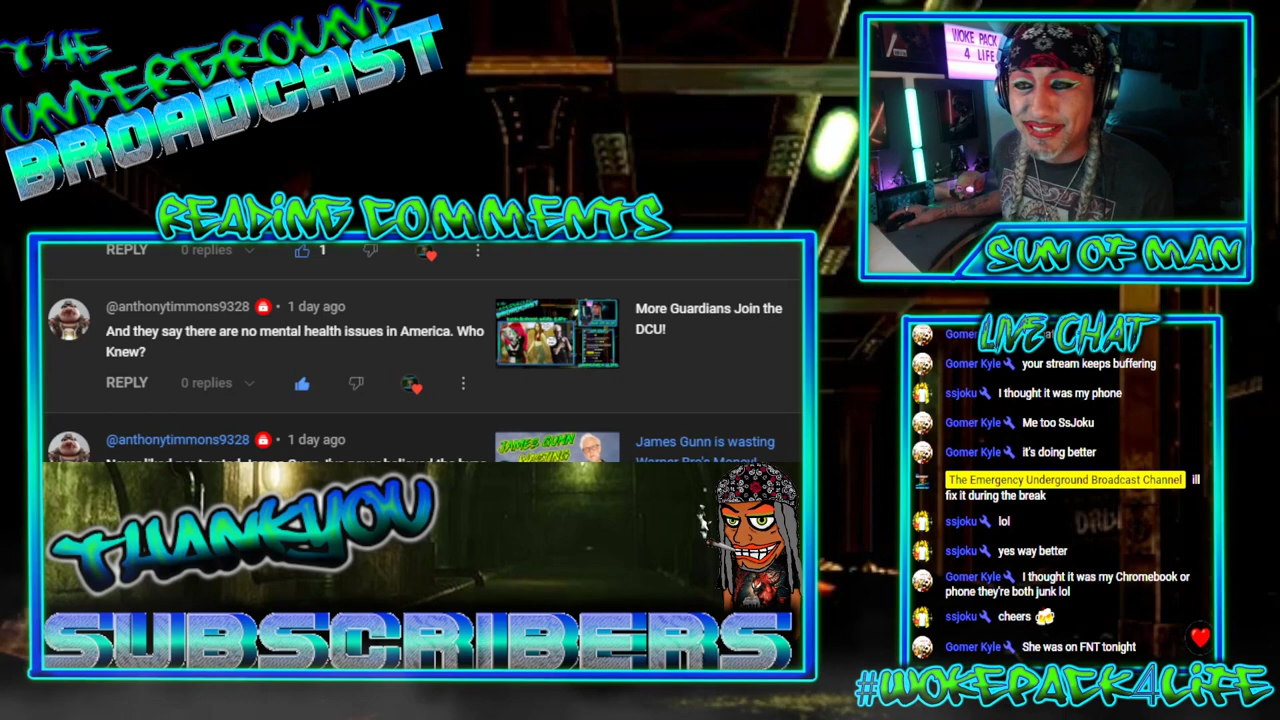 THE
UNDERGROUND
BROADCAST
READING COMMENTS
REPLY 0 replies 1
@anthonytimmons9328 • 1 day ago
And they say there are no mental health issues in America. Who
Knew?
More Guardians Join the
DCU!
REPLY 0 replies
@anthonytimmons9328 • 1 day ago
JAMES GUNN
James Gunn is wasting
THANKYOU
SUBSCRIBERS
WOKE PACK
4 LIFE
SUN OF MAN
LIVE CHAT
Gomer
Gomer Kyle your stream keeps buffering
ssjoku I thought it was my phone
Gomer Kyle Me too SsJoku
Gomer Kyle it's doing better
The Emergency Underground Broadcast Channel ill
fix it during the break
ssjoku lol
ssjoku yes way better
Gomer Kyle I thought it was my Chromebook or
phone they're both junk lol
ssjoku cheers 🍻
Gomer Kyle She was on FNT tonight
#WOKEPACK4LIFE